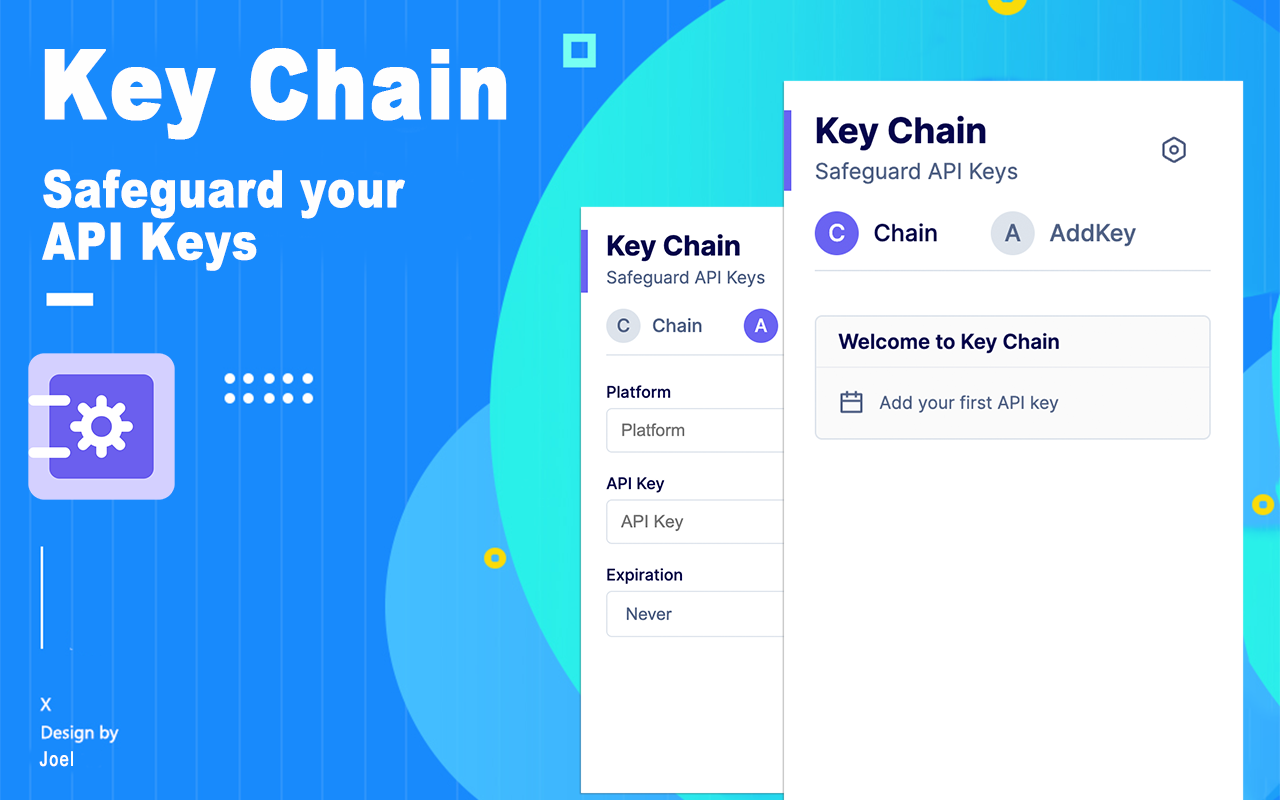 Key Chain
Safeguard your
API Keys
X
Design by
Joel
Key Chain
Safeguard API Keys
C Chain A
Platform
Platform
API Key
API Key
Expiration
Never
Key Chain
Safeguard API Keys
C Chain A AddKey
Welcome to Key Chain
Add your first API key